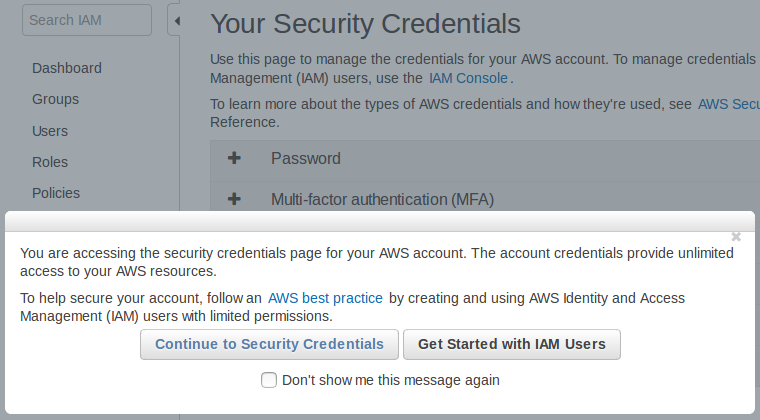 Search IAM
Your Security Credentials
Use this page to manage the credentials for your AWS account. To manage credentials
Management (IAM) users, use the IAM Console.
To learn more about the types of AWS credentials and how they're used, see AWS Secu
Reference.
Dashboard
Groups
Users
Roles
Policies
Password
Multi-factor authentication (MFA)
You are accessing the security credentials page for your AWS account. The account credentials provide unlimited
access to your AWS resources.
To help secure your account, follow an AWS best practice by creating and using AWS Identity and Access
Management (IAM) users with limited permissions.
Continue to Security Credentials
Get Started with IAM Users
Don't show me this message again